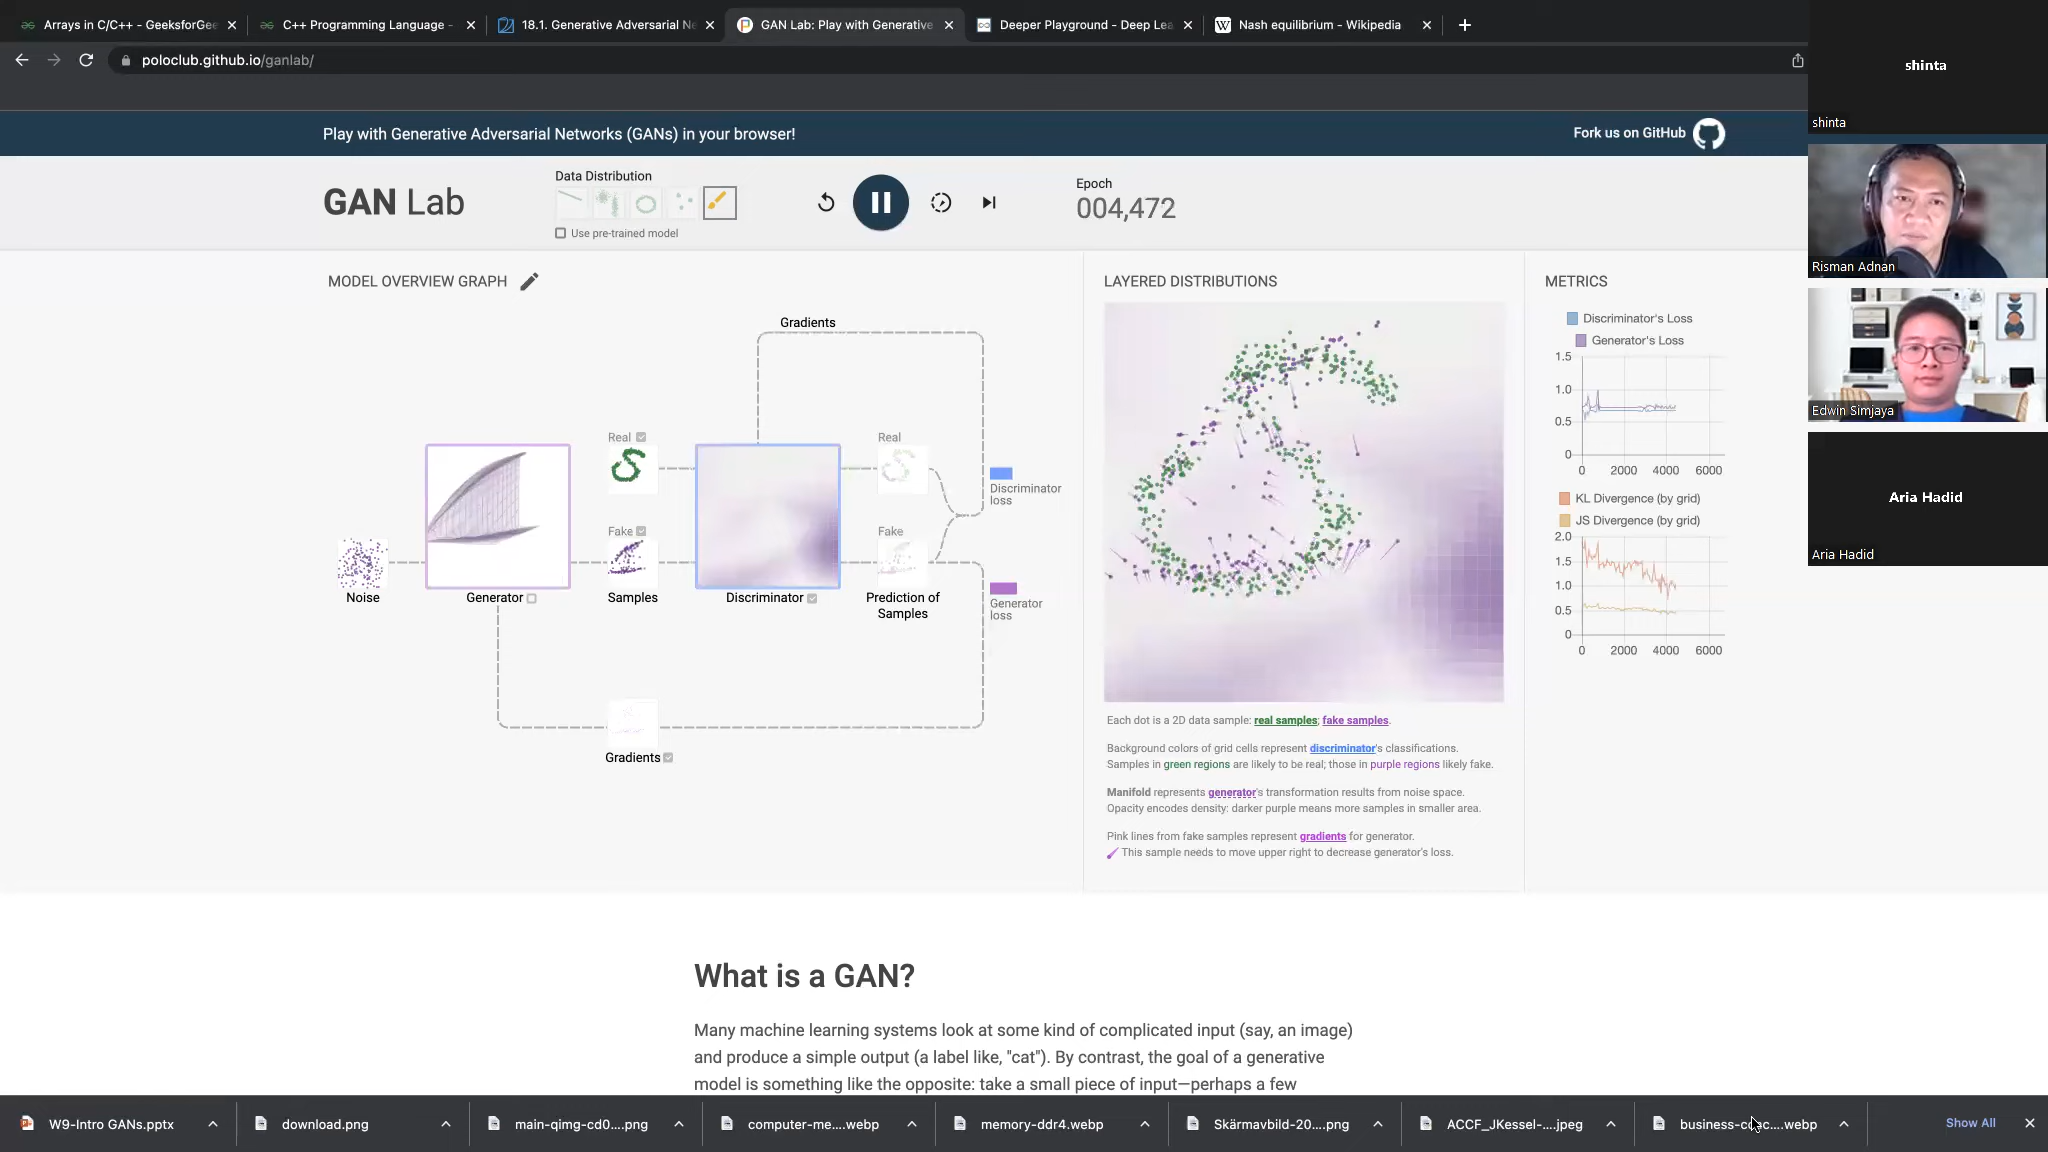 Arrays in C/C++ - GeeksforGee
C++ Programming Language -
18.1. Generative Adversarial Ne
GAN Lab: Play with Generative
Deeper Playground - Deep Lea
Nash equilibrium - Wikipedia
poloclub.github.io/ganlab/
Play with Generative Adversarial Networks (GANs) in your browser!
Fork us on GitHub
GAN Lab
Data Distribution
Use pre-trained model
Epoch
004,472
MODEL OVERVIEW GRAPH
Gradients
Real
Real
Discriminator
loss
Fake
Fake
Noise
Generator
Samples
Discriminator
Prediction of
Samples
Generator
loss
Gradients
LAYERED DISTRIBUTIONS
Each dot is a 2D data sample: real samples; fake samples.
Background colors of grid cells represent discriminator's classifications.
Samples in green regions are likely to be real; those in purple regions likely fake.
Manifold represents generator's transformation results from noise space.
Opacity encodes density: darker purple means more samples in smaller area.
Pink lines from fake samples represent gradients for generator.
This sample needs to move upper right to decrease generator's loss.
METRICS
Discriminator's Loss
Generator's Loss
1.5
1.0
0.5
0
0 2000 4000 6000
KL Divergence (by grid)
JS Divergence (by grid)
2.0
1.5
1.0
0.5
0
0 2000 4000 6000
shinta
shinta
Risman Adnan
Edwin Simjaya
Aria Hadid
Aria Hadid
What is a GAN?
Many machine learning systems look at some kind of complicated input (say, an image)
and produce a simple output (a label like, "cat"). By contrast, the goal of a generative
model is something like the opposite: take a small piece of input—perhaps a few
W9-Intro GANs.pptx
download.png
main-qimg-cd0....png
computer-me....webp
memory-ddr4.webp
Skärmavbild-20....png
ACCF_JKessel-....jpeg
business-coac....webp
Show All